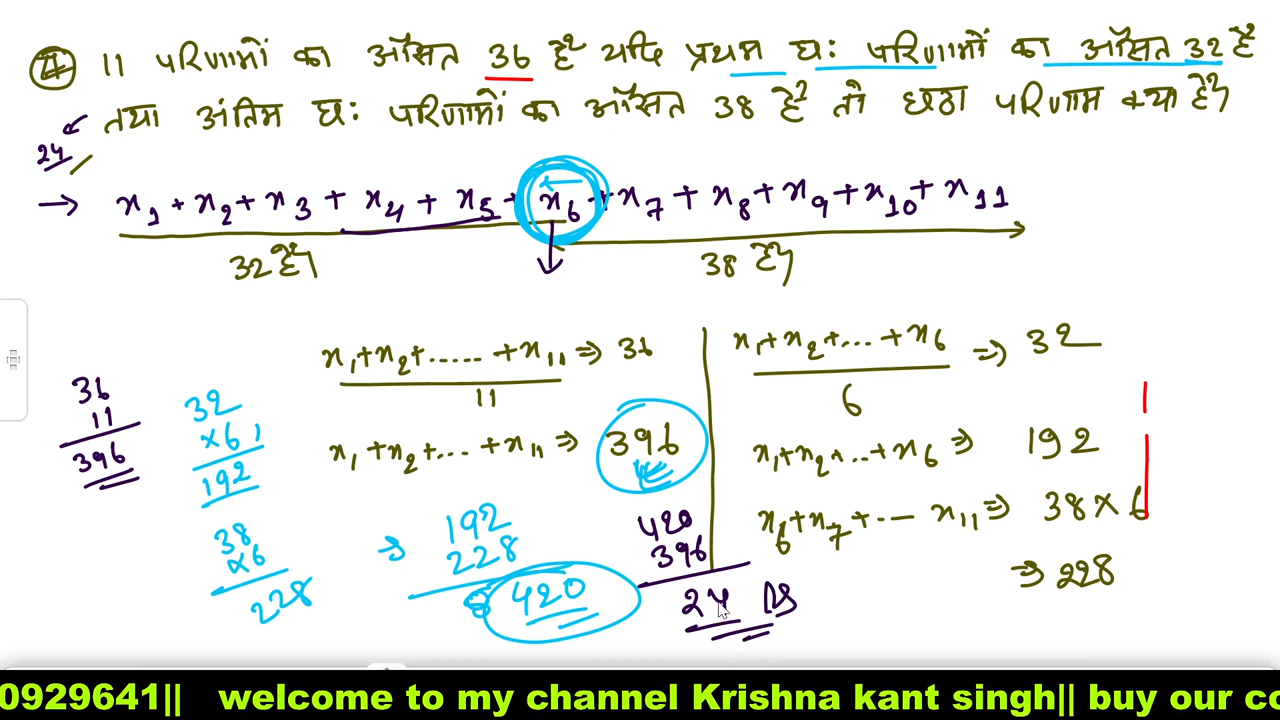 ④ 11 परिणामों का औसत 36 है यदि प्रथम छः परिणामों का औसत 32 है
तथा अंतिम छः परिणामों का औसत 38 है तो छठा परिणाम क्या है?
24
→ x₁ + x₂ + x₃ + x₄ + x₅ + x₆ + x₇ + x₈ + x₉ + x₁₀ + x₁₁
32 है।
38 है।
x₁+x₂+...... +x₁₁ ⇒ 36
11
x₁+x₂+... +x₁₁ ⇒ 396
36
11
396
32
×6
192
38
×6
228
⇒ 192
228
420
420
396
24 Ans
x₁+x₂+... +x₆ ⇒ 32
6
x₁+x₂+..+x₆ ⇒ 192
x₆+x₇+... x₁₁ ⇒ 38×6
⇒ 228
0929641|| welcome to my channel Krishna kant singh|| buy our co